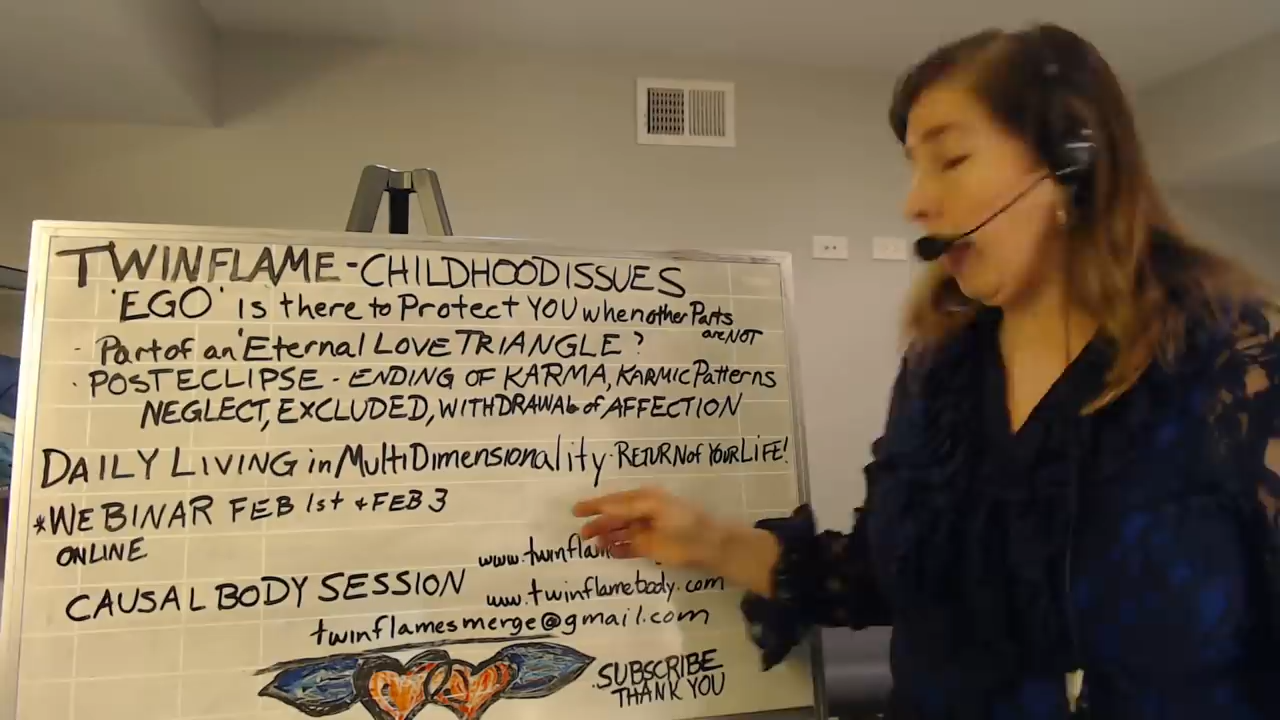 TWINFLAME - CHILDHOOD ISSUES
'EGO' is there to Protect YOU when other Parts
are NOT
· Part of an 'Eternal LOVE TRIANGLE'?
· POST ECLIPSE - ENDING OF KARMA, KARMIC Patterns
NEGLECT, EXCLUDED, WITHDRAWAL of AFFECTION
DAILY LIVING in MultiDimensionality - RETURN of YOUR LIFE!
*WEBINAR FEB 1st + FEB 3
ONLINE
www.twinflam
CAUSAL BODY SESSION
www.twinflamebody.com
twinflamesmerge@gmail.com
SUBSCRIBE
THANK YOU